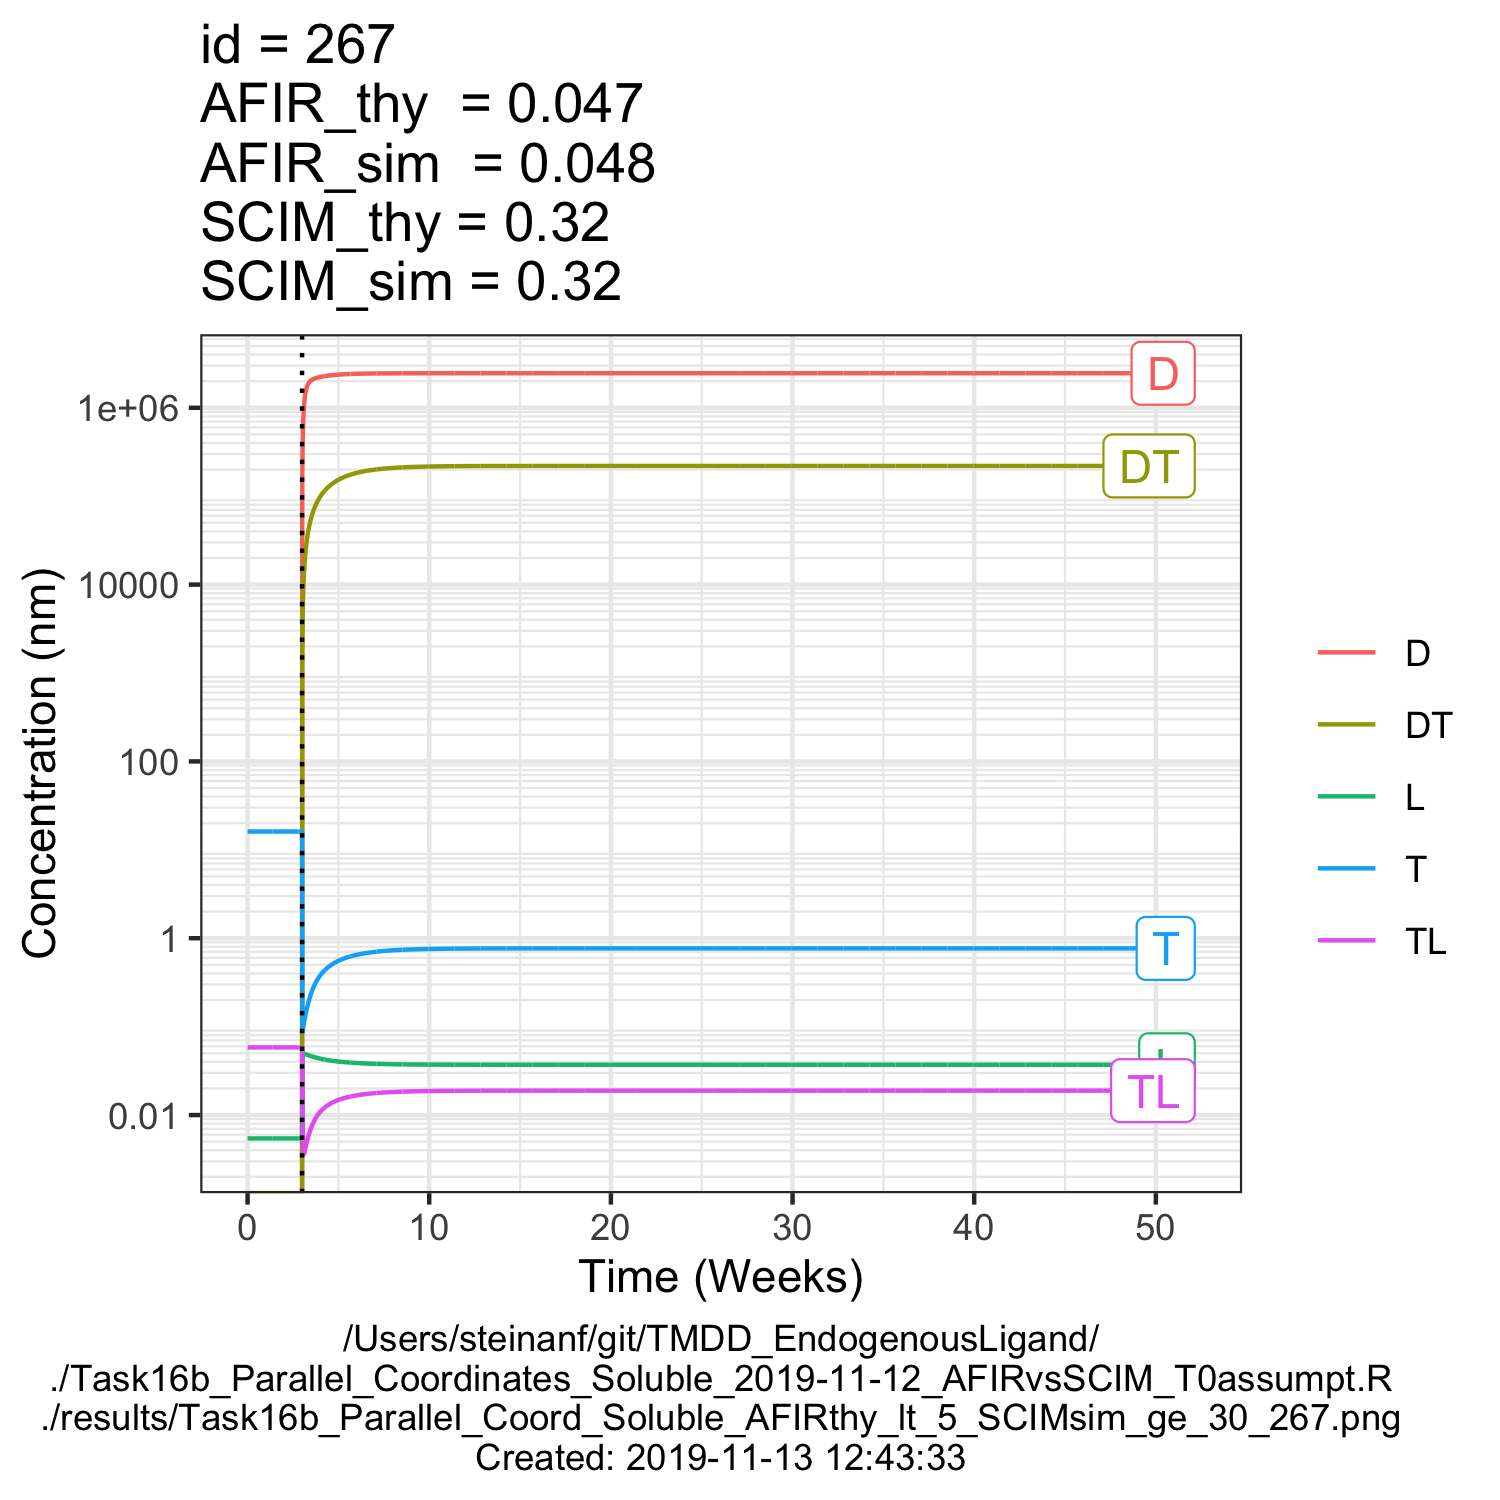 id = 267
AFIR_thy  = 0.047
AFIR_sim  = 0.048
SCIM_thy = 0.32
SCIM_sim = 0.32
D
DT
T
TL
1e+06
10000
100
1
0.01
Concentration (nm)
0 10 20 30 40 50
Time (Weeks)
D
DT
L
T
TL
/Users/steinanf/git/TMDD_EndogenousLigand/
./Task16b_Parallel_Coordinates_Soluble_2019-11-12_AFIRvsSCIM_T0assumpt.R
./results/Task16b_Parallel_Coord_Soluble_AFIRthy_lt_5_SCIMsim_ge_30_267.png
Created: 2019-11-13 12:43:33